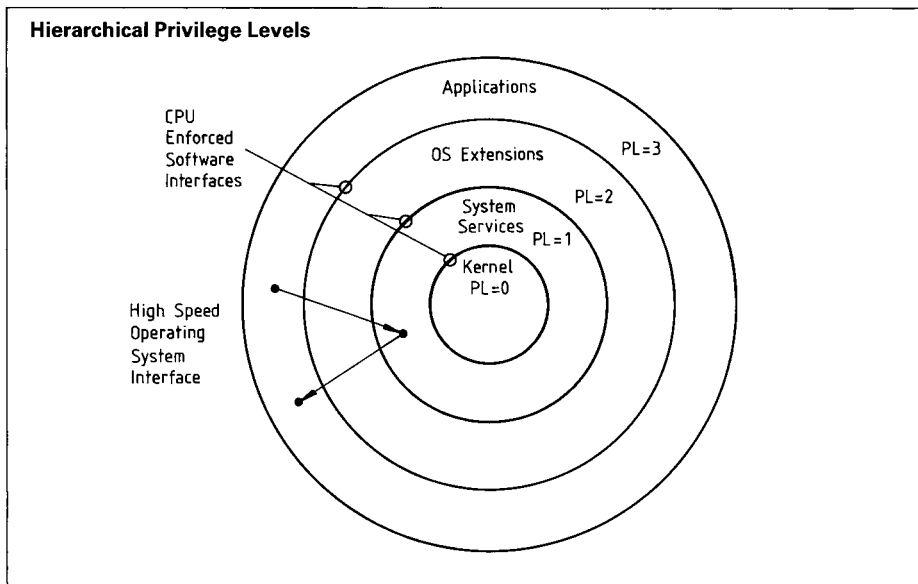 Hierarchical Privilege Levels
Applications
CPU
Enforced
Software
Interfaces
OS Extensions
PL=3
PL=2
System
Services
PL=1
Kernel
PL=0
High Speed
Operating
System
Interface